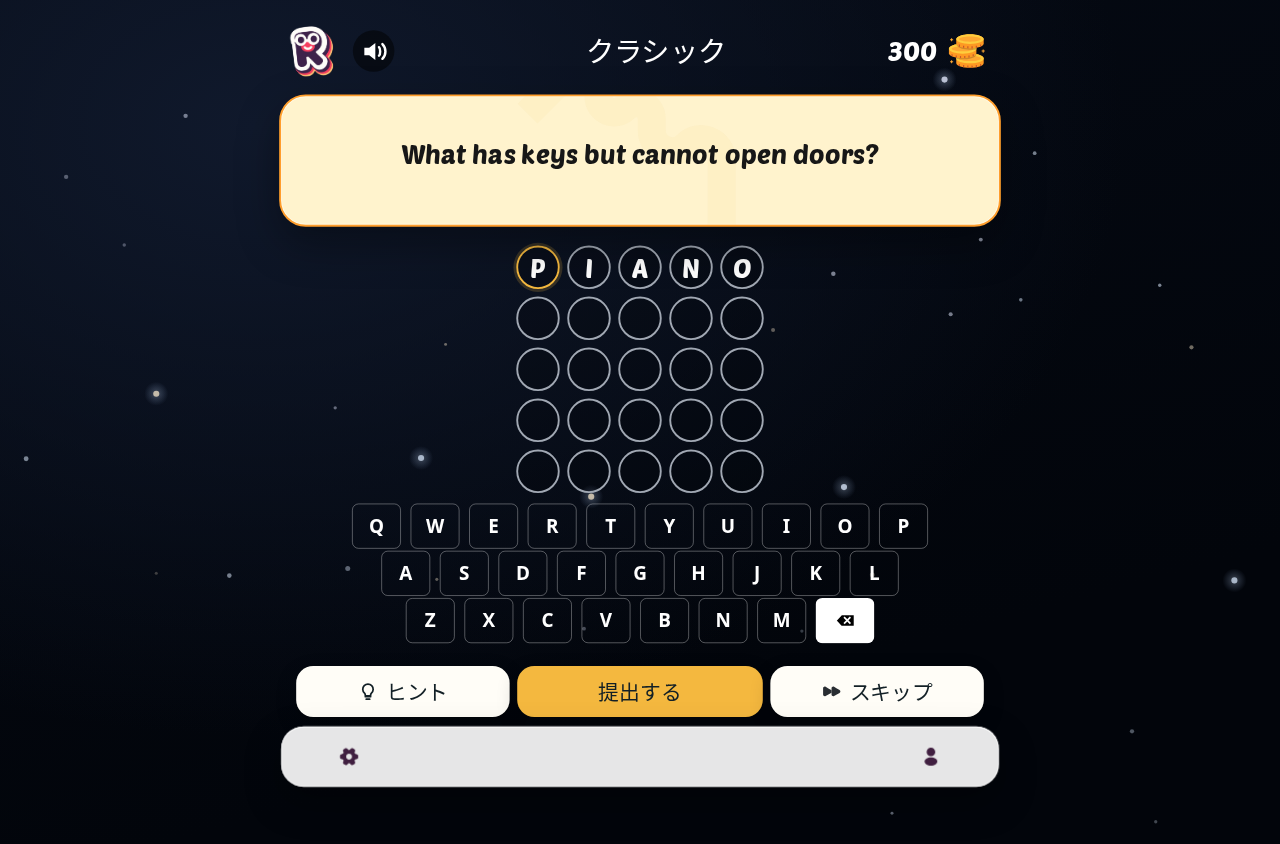 クラシック
300
What has keys but cannot open doors?
P I A N O
Q W E R T Y U I O P
A S D F G H J K L
Z X C V B N M
ヒント
提出する
スキップ